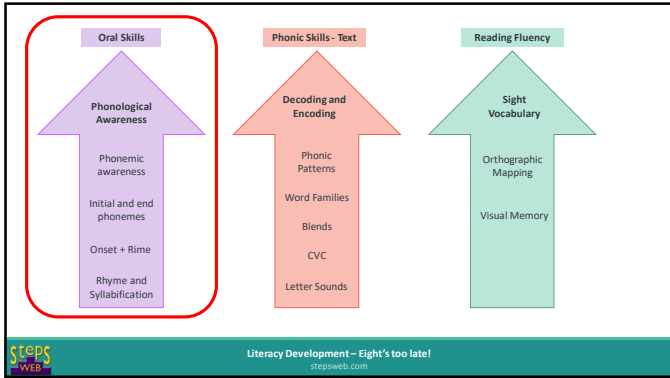 Oral Skills
Phonological
Awareness
Phonemic
awareness
Initial and end
phonemes
Onset + Rime
Rhyme and
Syllabification
Phonic Skills - Text
Decoding and
Encoding
Phonic
Patterns
Word Families
Blends
CVC
Letter Sounds
Reading Fluency
Sight
Vocabulary
Orthographic
Mapping
Visual Memory
StepS
WEB
Literacy Development – Eight's too late!
stepsweb.com